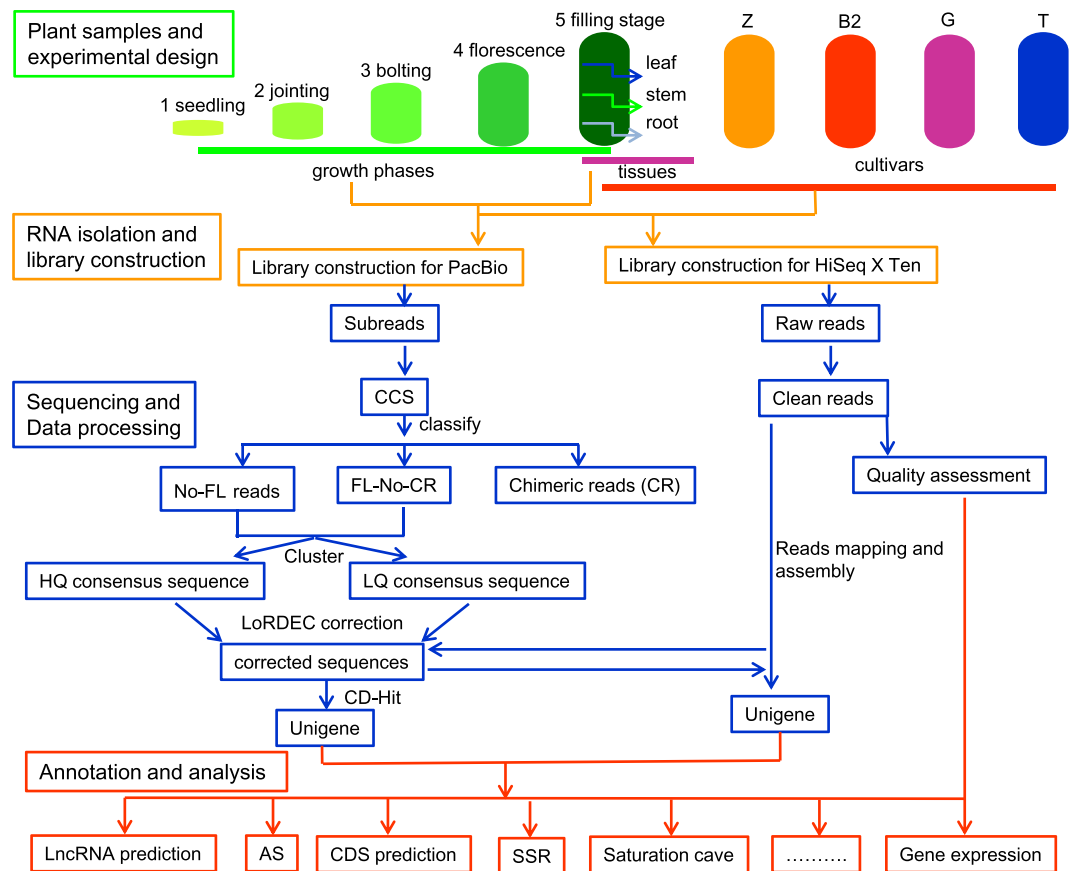 Plant samples and
experimental design
1 seedling
2 jointing
3 bolting
4 florescence
5 filling stage
leaf
stem
root
Z
B2
G
T
growth phases
tissues
cultivars
RNA isolation and
library construction
Library construction for PacBio
Library construction for HiSeq X Ten
Subreads
Raw reads
Sequencing and
Data processing
CCS
Clean reads
classify
No-FL reads
FL-No-CR
Chimeric reads (CR)
Quality assessment
Cluster
Reads mapping and
assembly
HQ consensus sequence
LQ consensus sequence
LoRDEC correction
corrected sequences
CD-Hit
Unigene
Unigene
Annotation and analysis
LncRNA prediction
AS
CDS prediction
SSR
Saturation cave
..........
Gene expression